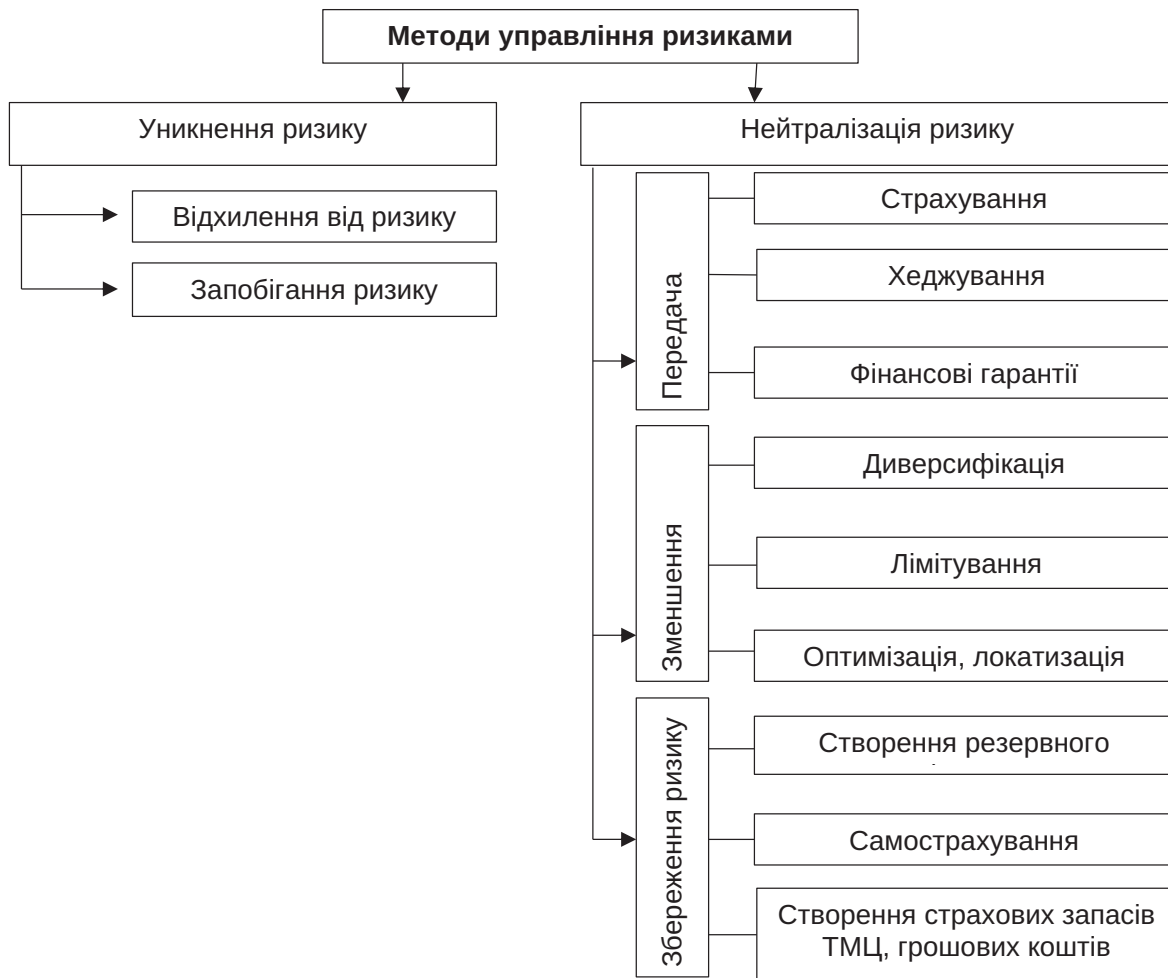 Методи управління ризиками
Уникнення ризику
Відхилення від ризику
Запобігання ризику
Нейтралізація ризику
Передача
Страхування
Хеджування
Фінансові гарантії
Зменшення
Диверсифікація
Лімітування
Оптимізація, локатизація
Збереження ризику
Створення резервного
Самострахування
Створення страхових запасів
ТМЦ, грошових коштів